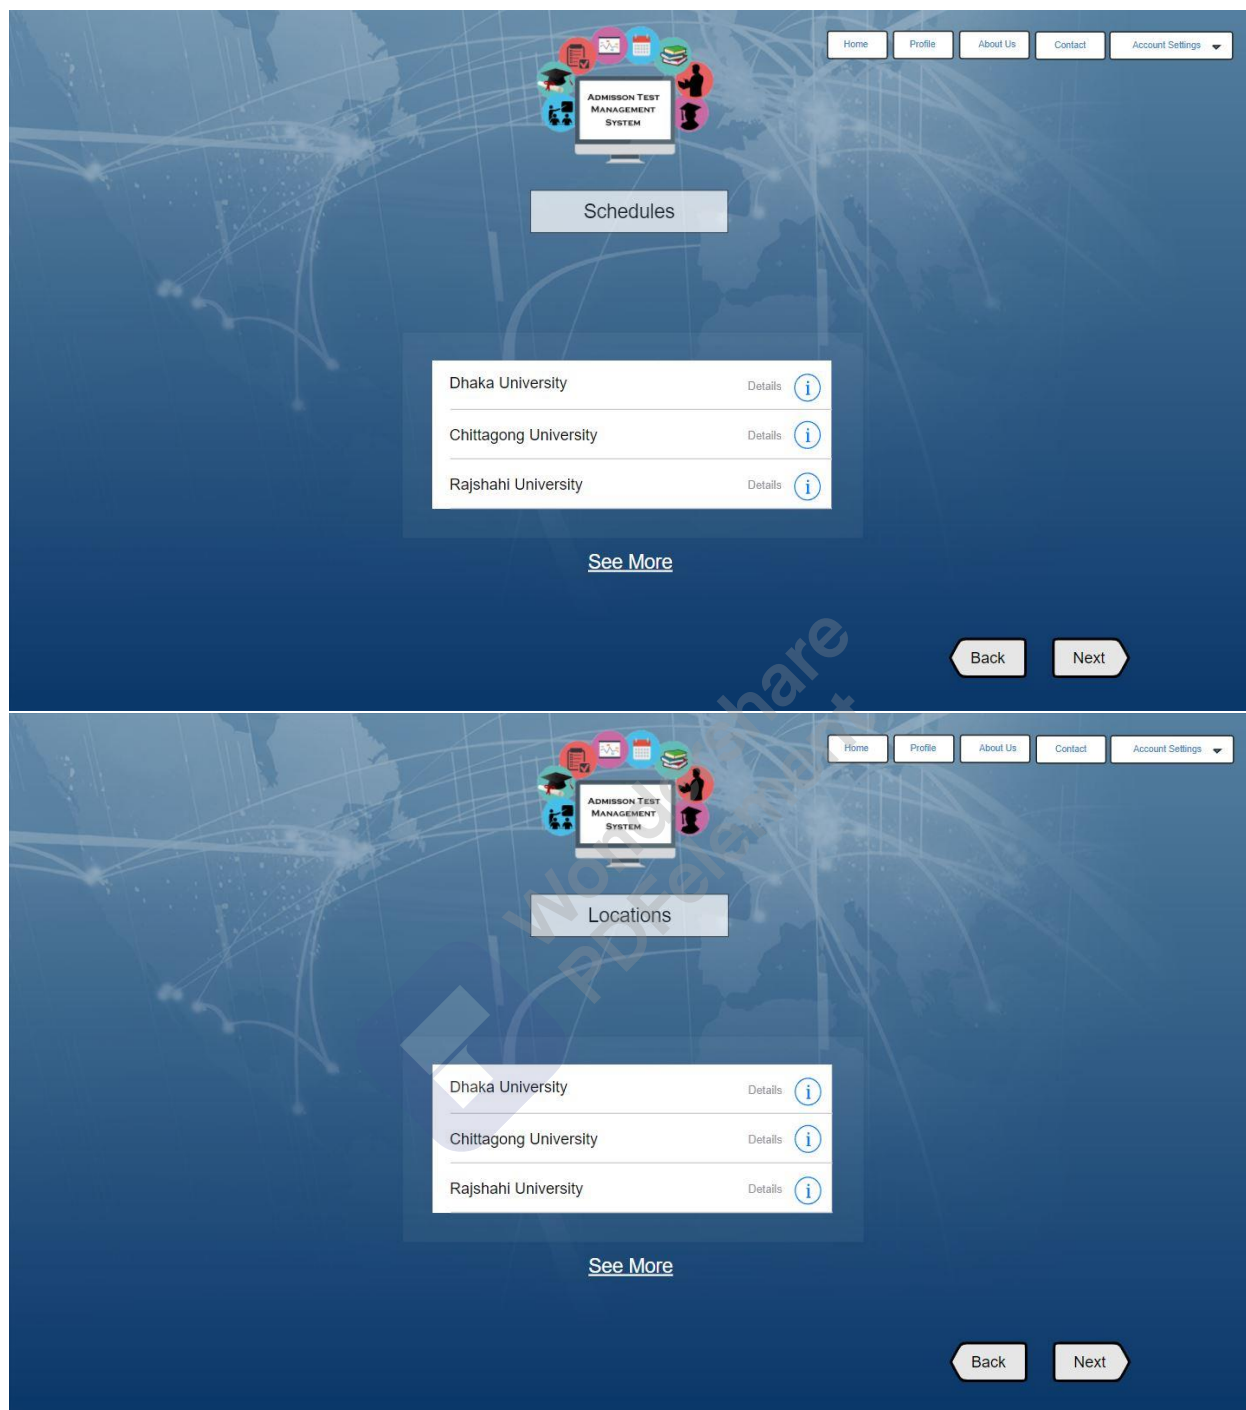 Home Profile About Us Contact Account Settings
ADMISSON TEST
MANAGEMENT
SYSTEM
Schedules
Dhaka University Details i
Chittagong University Details i
Rajshahi University Details i
See More
Back Next
Home Profile About Us Contact Account Settings
ADMISSON TEST
MANAGEMENT
SYSTEM
Locations
Dhaka University Details i
Chittagong University Details i
Rajshahi University Details i
See More
Back Next
Wondershare
PDFelement